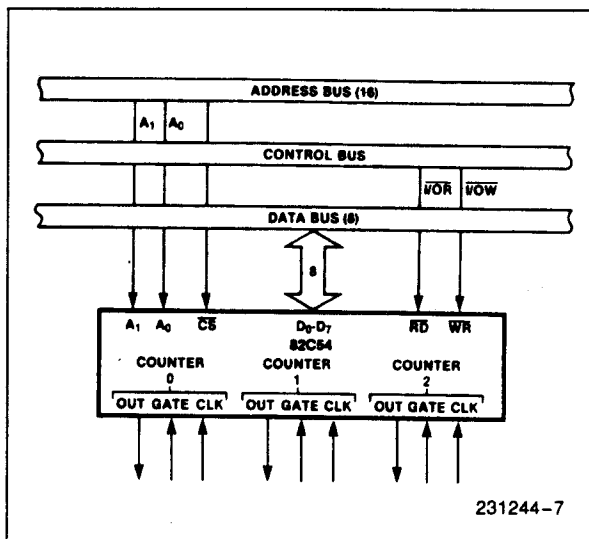 ADDRESS BUS (16)
A₁ A₀
CONTROL BUS
I/OR I/OW
DATA BUS (8)
8
A₁ A₀ CS D₀-D₇ RD WR
82C54
COUNTER COUNTER COUNTER
0 1 2
OUT GATE CLK OUT GATE CLK OUT GATE CLK
231244-7